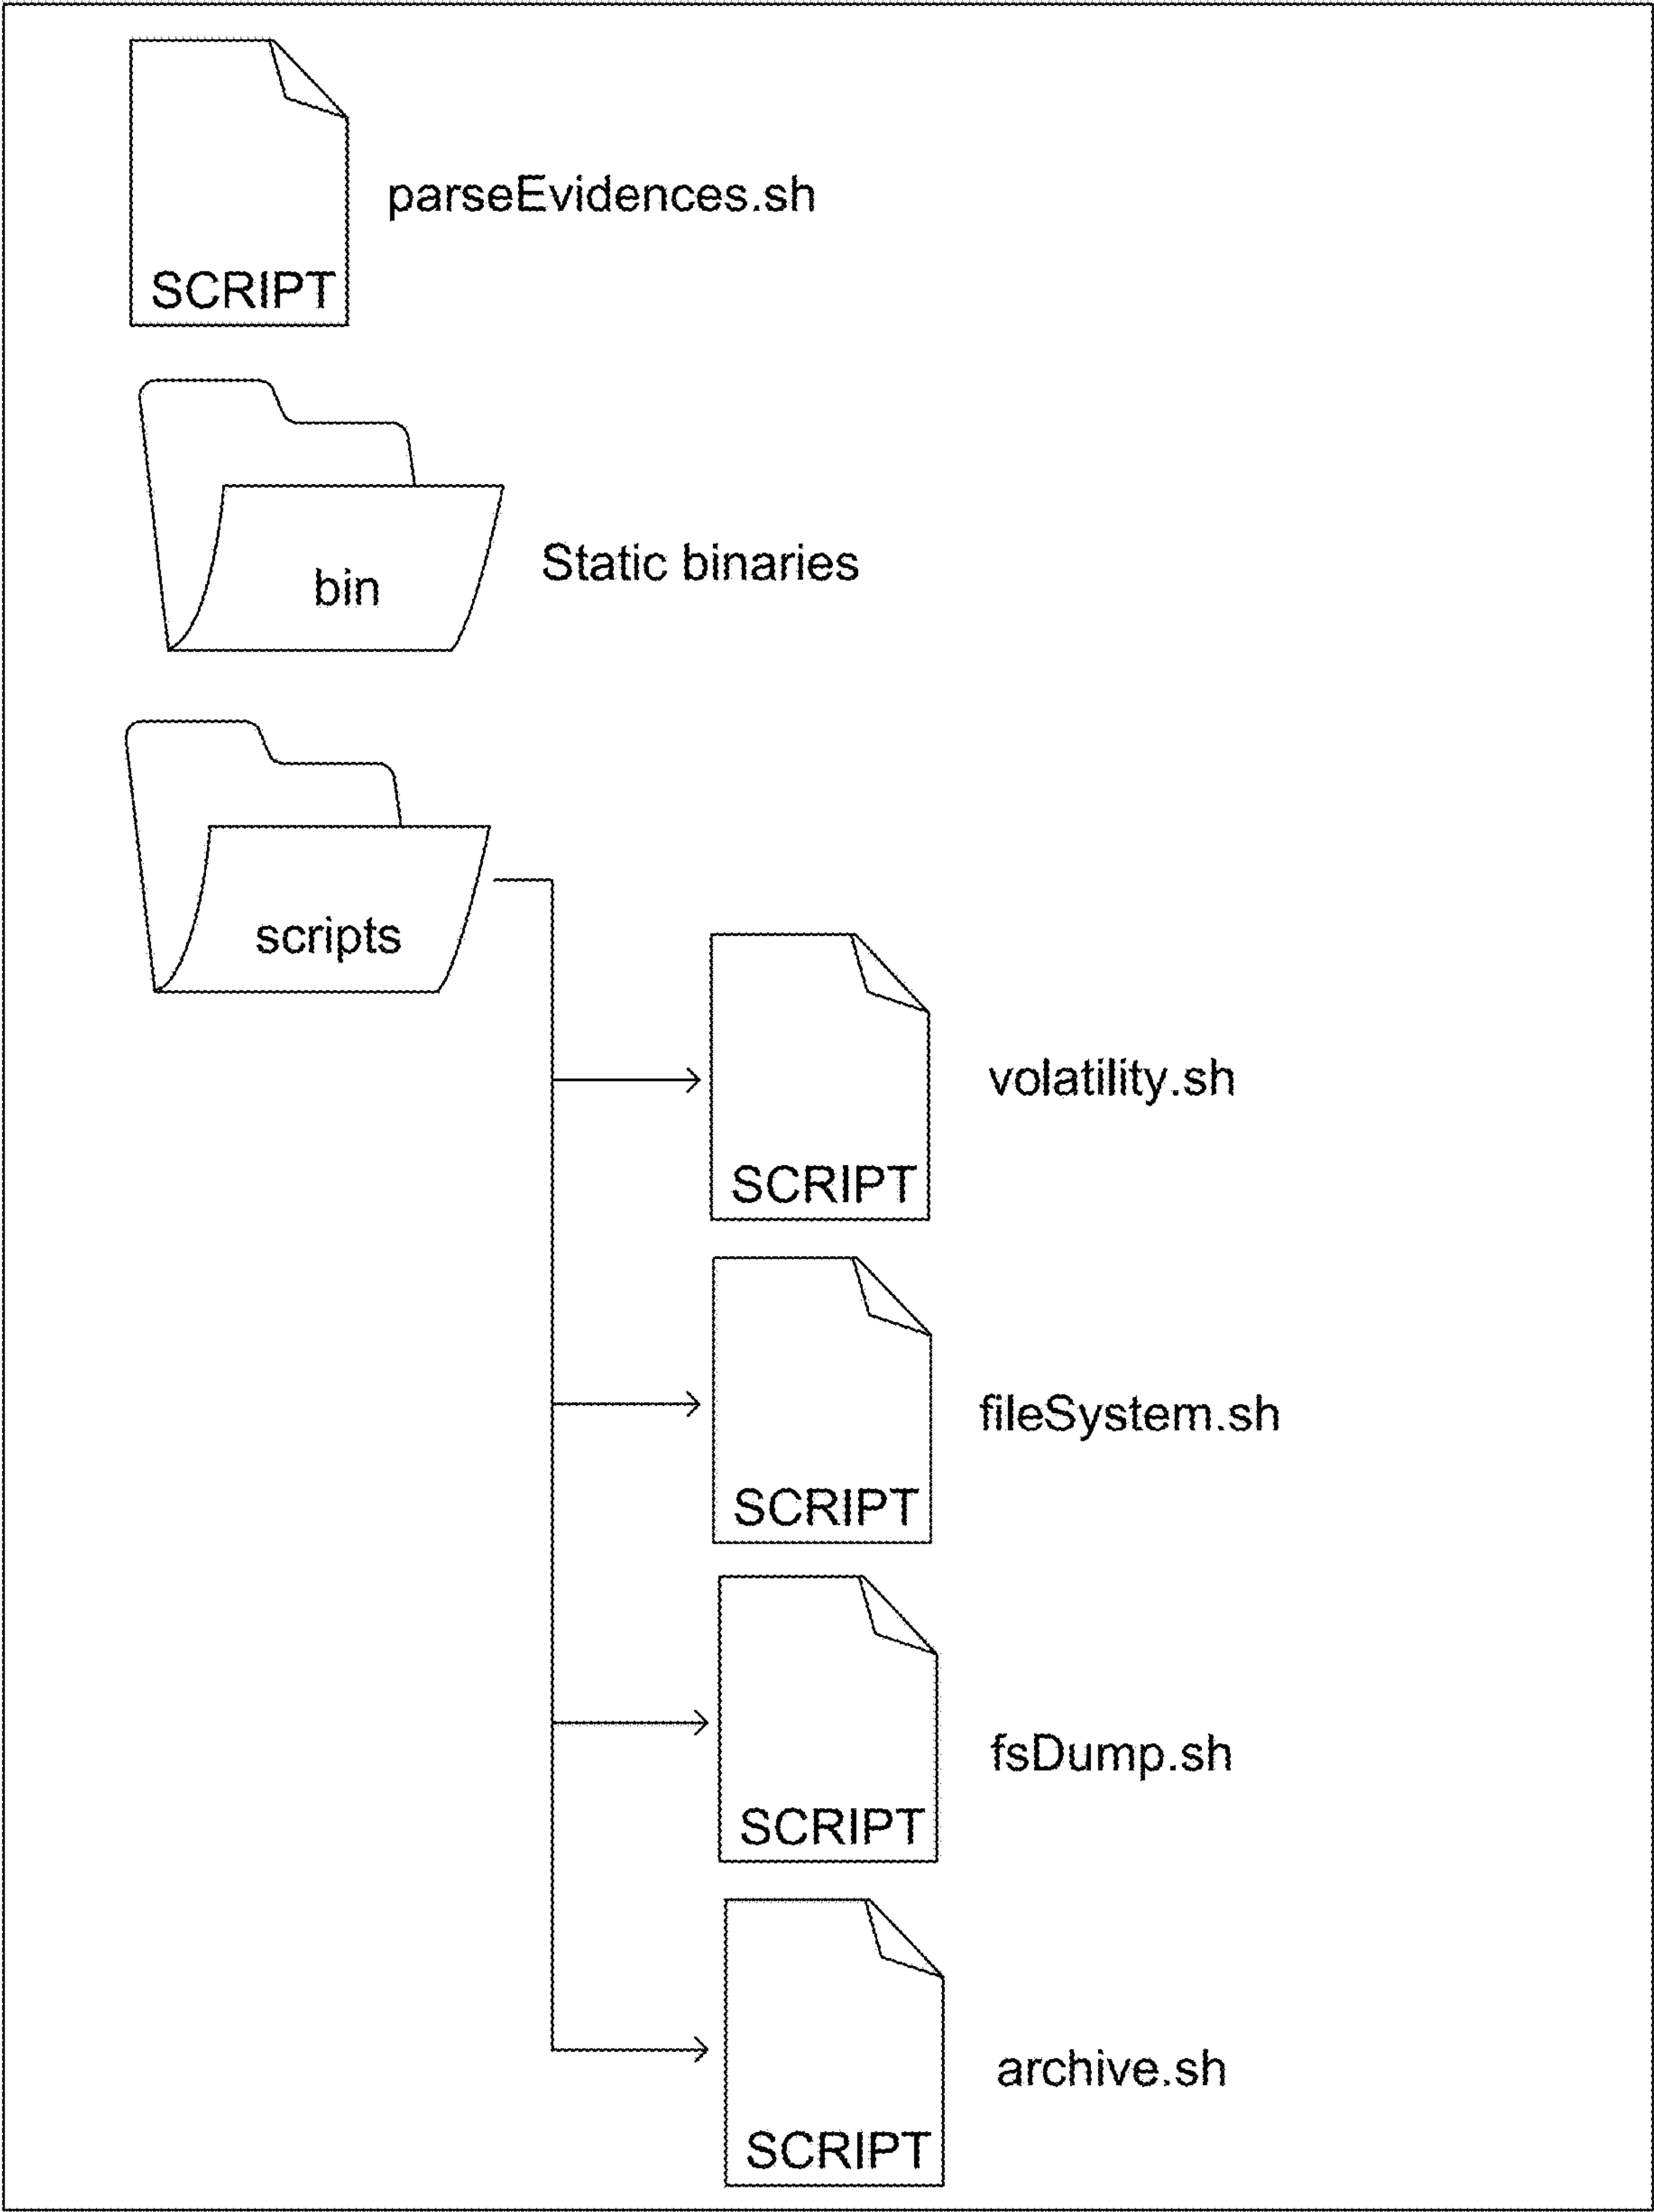 parseEvidences.sh
SCRIPT
bin
Static binaries
scripts
volatility.sh
SCRIPT
fileSystem.sh
SCRIPT
fsDump.sh
SCRIPT
archive.sh
SCRIPT